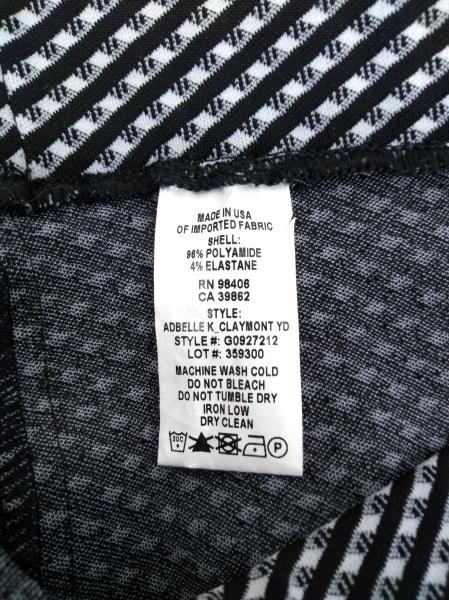 MADE IN USA
OF IMPORTED FABRIC
SHELL:
96% POLYAMIDE
4% ELASTANE
RN 98406
CA 39862
STYLE:
ADBELLE K_CLAYMONT YD
STYLE #: G0927212
LOT #: 359300
MACHINE WASH COLD
DO NOT BLEACH
DO NOT TUMBLE DRY
IRON LOW
DRY CLEAN
30C P